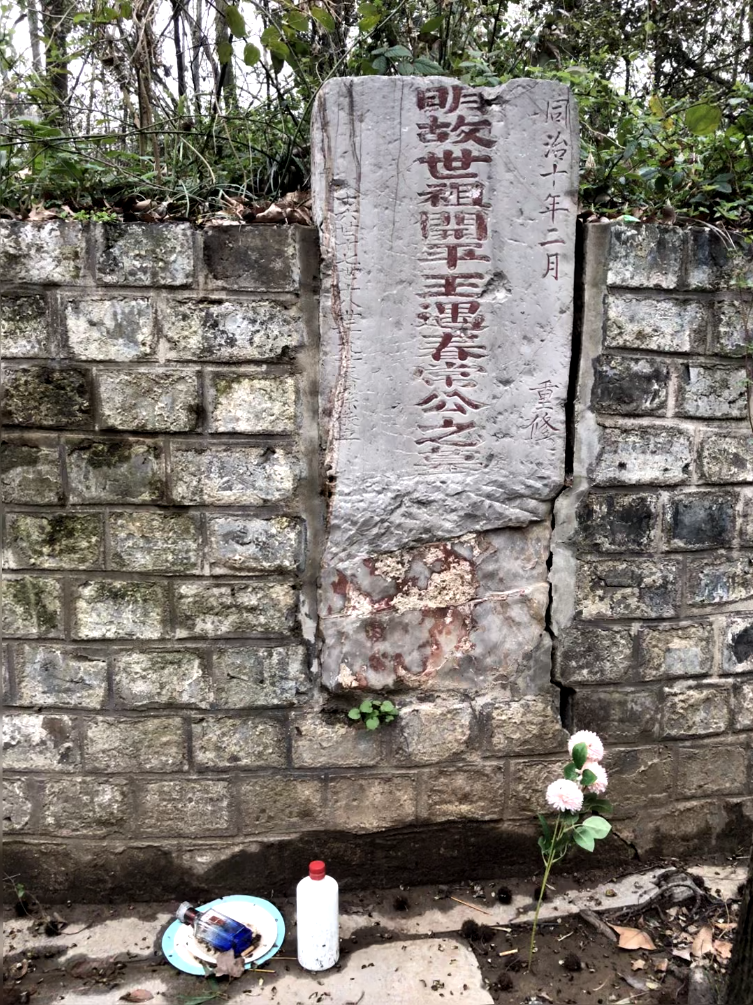 同治十年二月 重修
明故世祖開平王遇春常公之墓